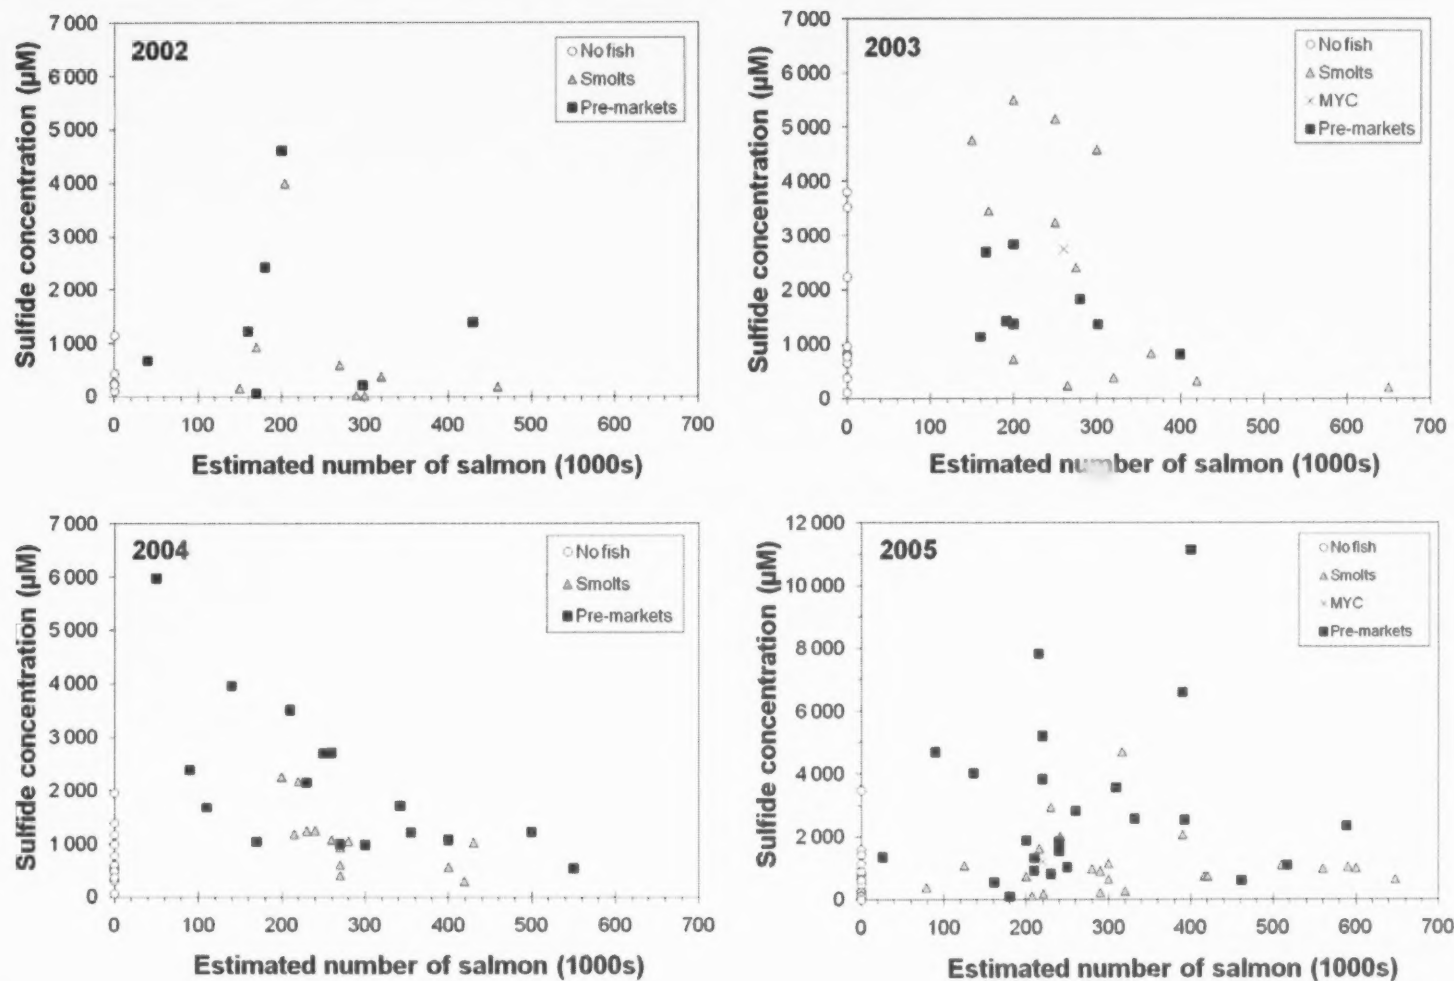 7 000
6 000
5 000
4 000
3 000
2 000
1 000
0
Sulfide concentration (µM)
2002
No fish
Smolts
Pre-markets
0 100 200 300 400 500 600 700
Estimated number of salmon (1000s)
7 000
6 000
5 000
4 000
3 000
2 000
1 000
0
Sulfide concentration (µM)
2003
No fish
Smolts
MYC
Pre-markets
0 100 200 300 400 500 600 700
Estimated number of salmon (1000s)
7 000
6 000
5 000
4 000
3 000
2 000
1 000
0
Sulfide concentration (µM)
2004
No fish
Smolts
Pre-markets
0 100 200 300 400 500 600 700
Estimated number of salmon (1000s)
12 000
10 000
8 000
6 000
4 000
2 000
0
Sulfide concentration (µM)
2005
No fish
Smolts
MYC
Pre-markets
0 100 200 300 400 500 600 700
Estimated number of salmon (1000s)